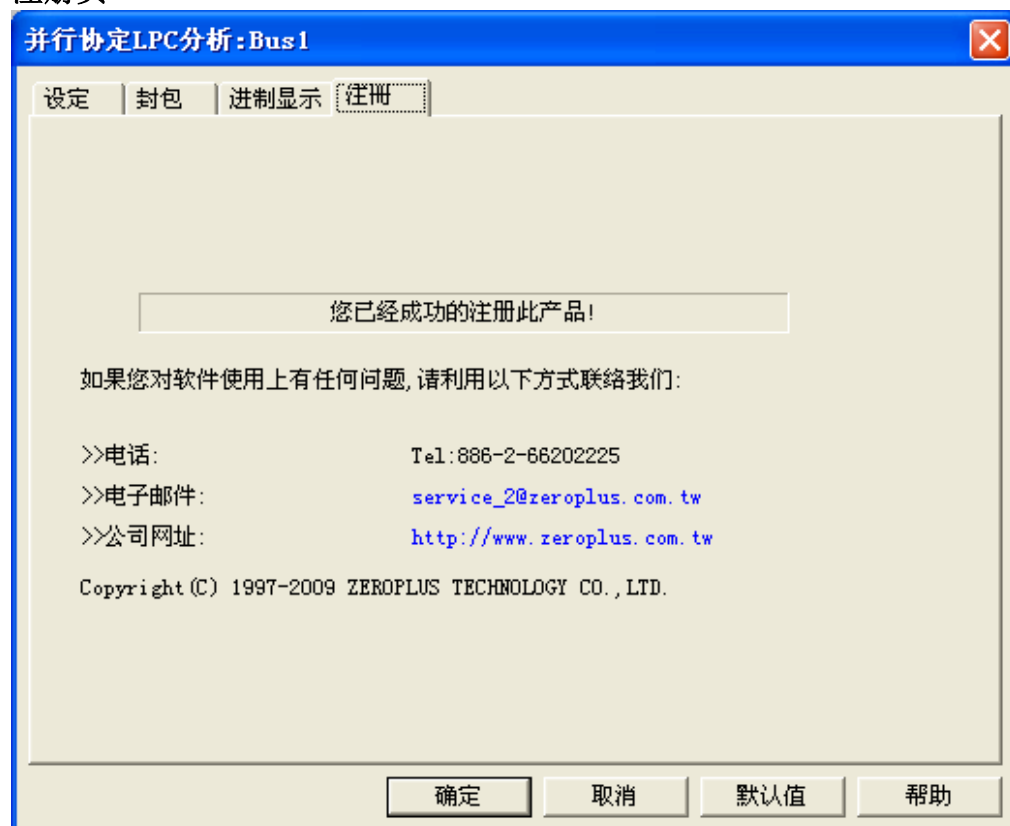 并行协定LPC分析:Bus1
设定 封包 进制显示 注册
您已经成功的注册此产品!
如果您对软件使用上有任何问题,请利用以下方式联络我们:
>>电话: Tel:886-2-66202225
>>电子邮件: service_2@zeroplus.com.tw
>>公司网址: http://www.zeroplus.com.tw
Copyright(C) 1997-2009 ZEROPLUS TECHNOLOGY CO.,LTD.
确定 取消 默认值 帮助